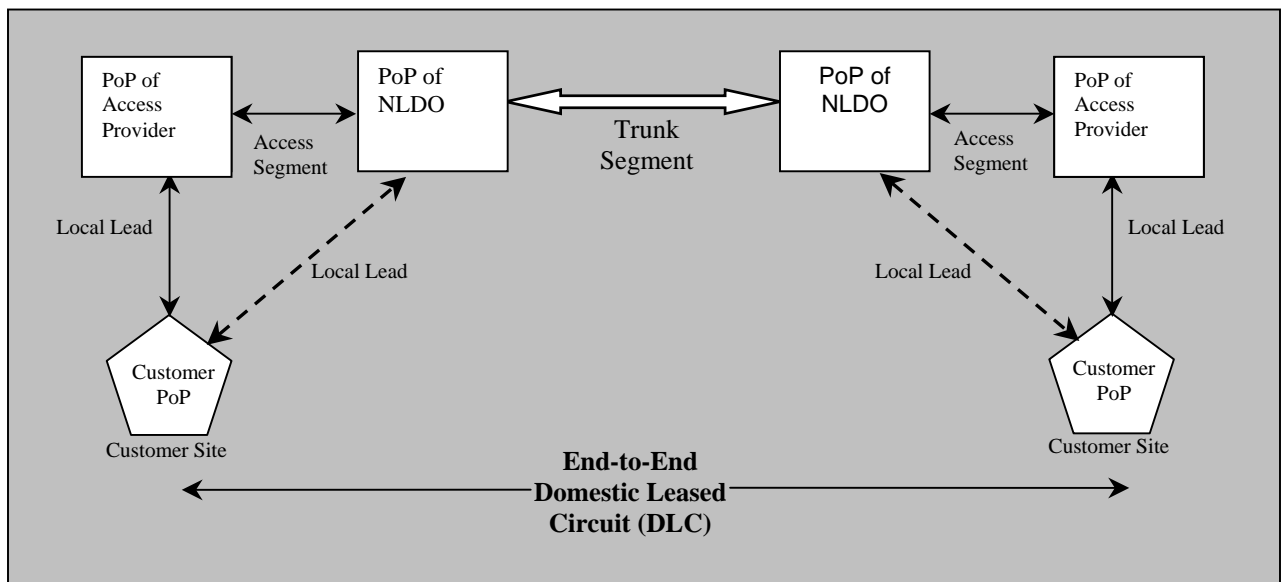 PoP of
Access
Provider
PoP of
NLDO
PoP of
NLDO
PoP of
Access
Provider
Access
Segment
Trunk
Segment
Access
Segment
Local Lead
Local Lead
Local Lead
Local Lead
Customer
PoP
Customer
PoP
Customer Site
Customer Site
End-to-End
Domestic Leased
Circuit (DLC)